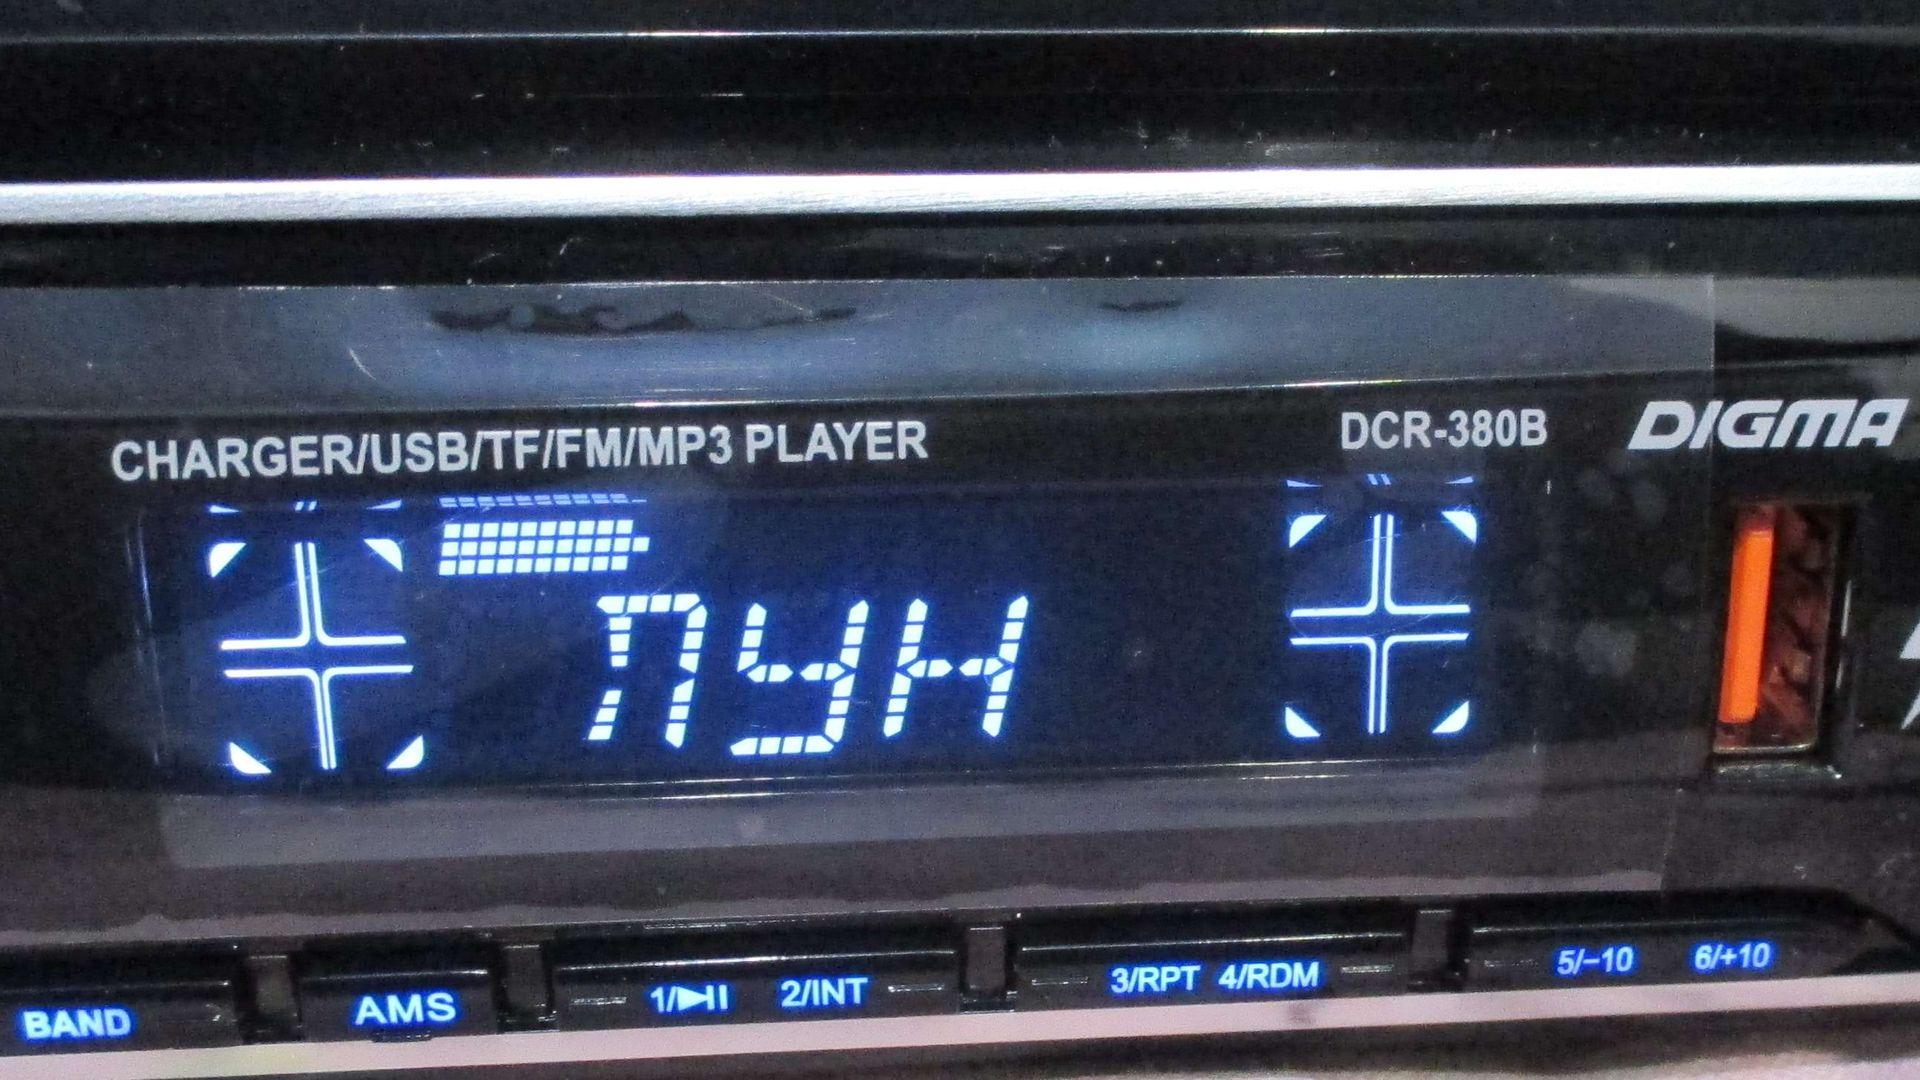 CHARGER/USB/TF/FM/MP3 PLAYER
DCR-380B
DIGMA
ПУН
BAND
AMS
1/▶II
2/INT
3/RPT 4/RDM
5/-10
6/+10